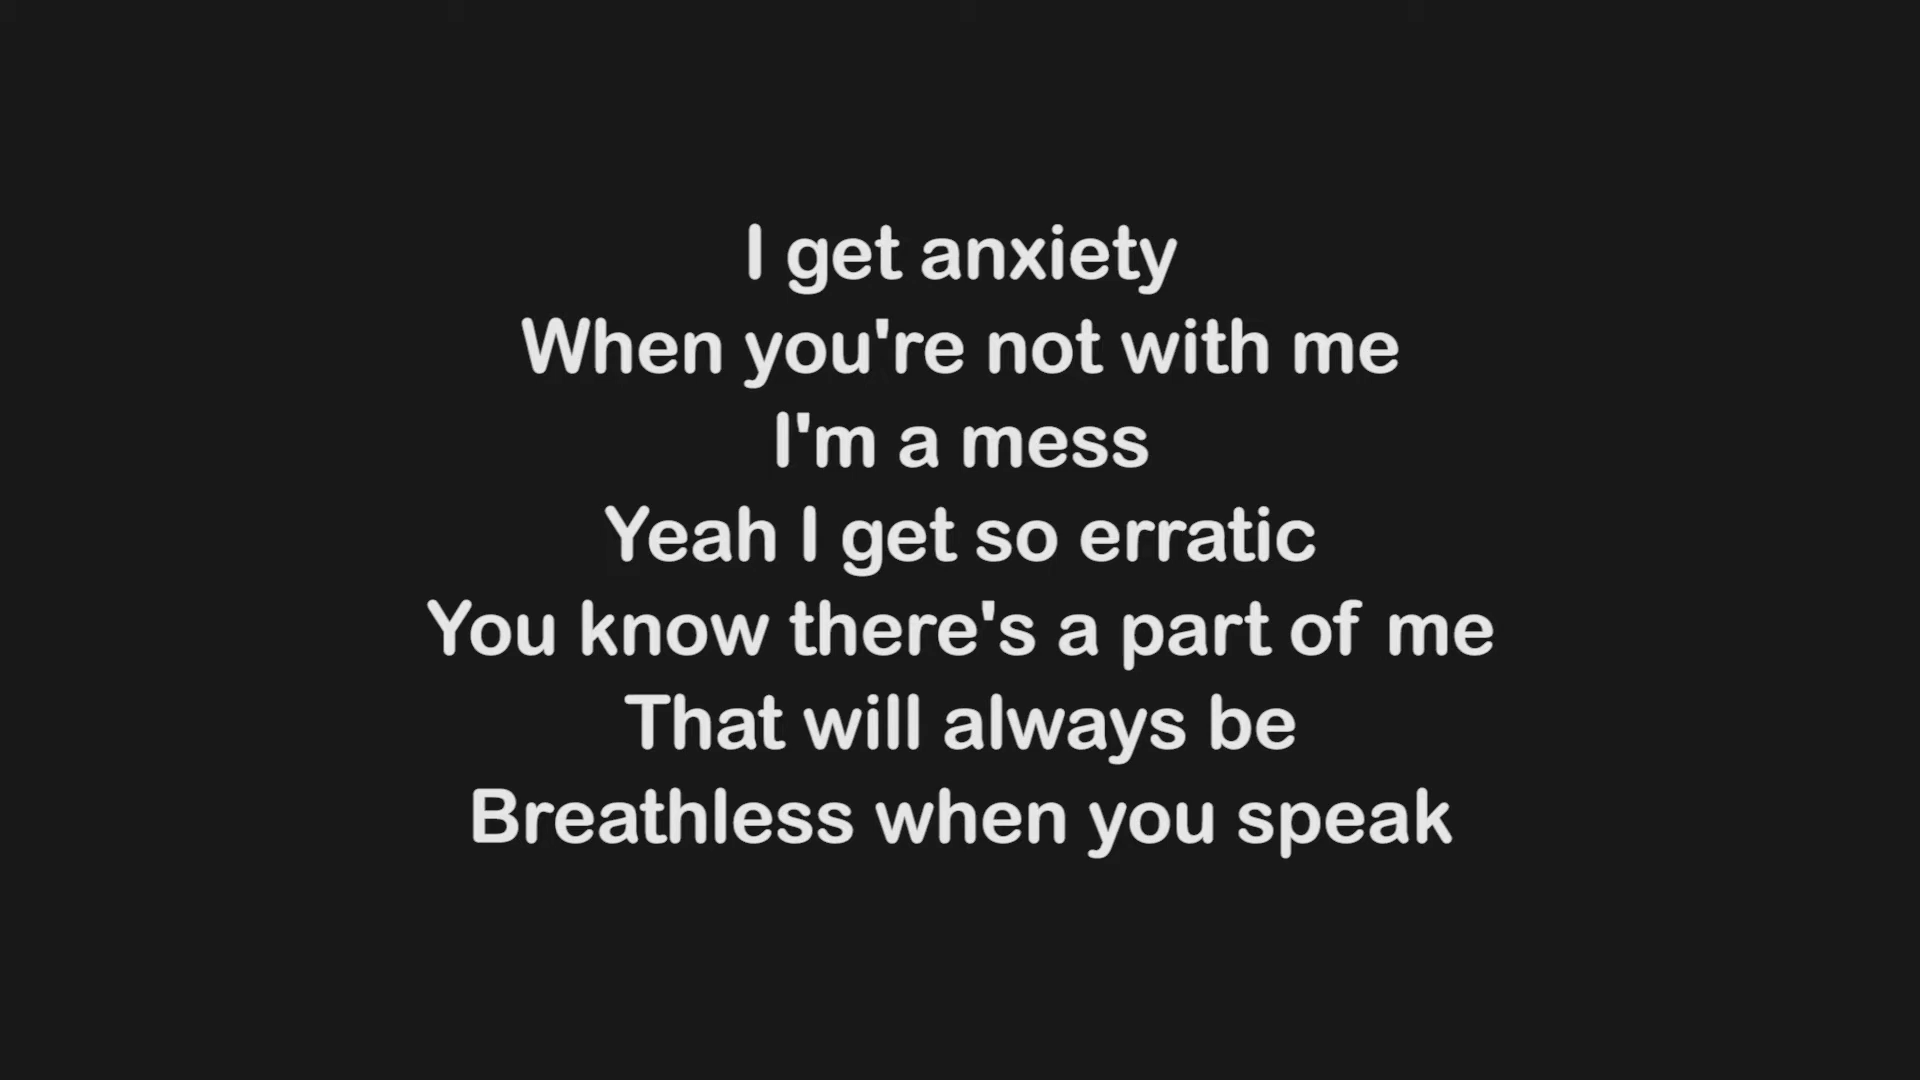 I get anxiety
When you're not with me
I'm a mess
Yeah I get so erratic
You know there's a part of me
That will always be
Breathless when you speak